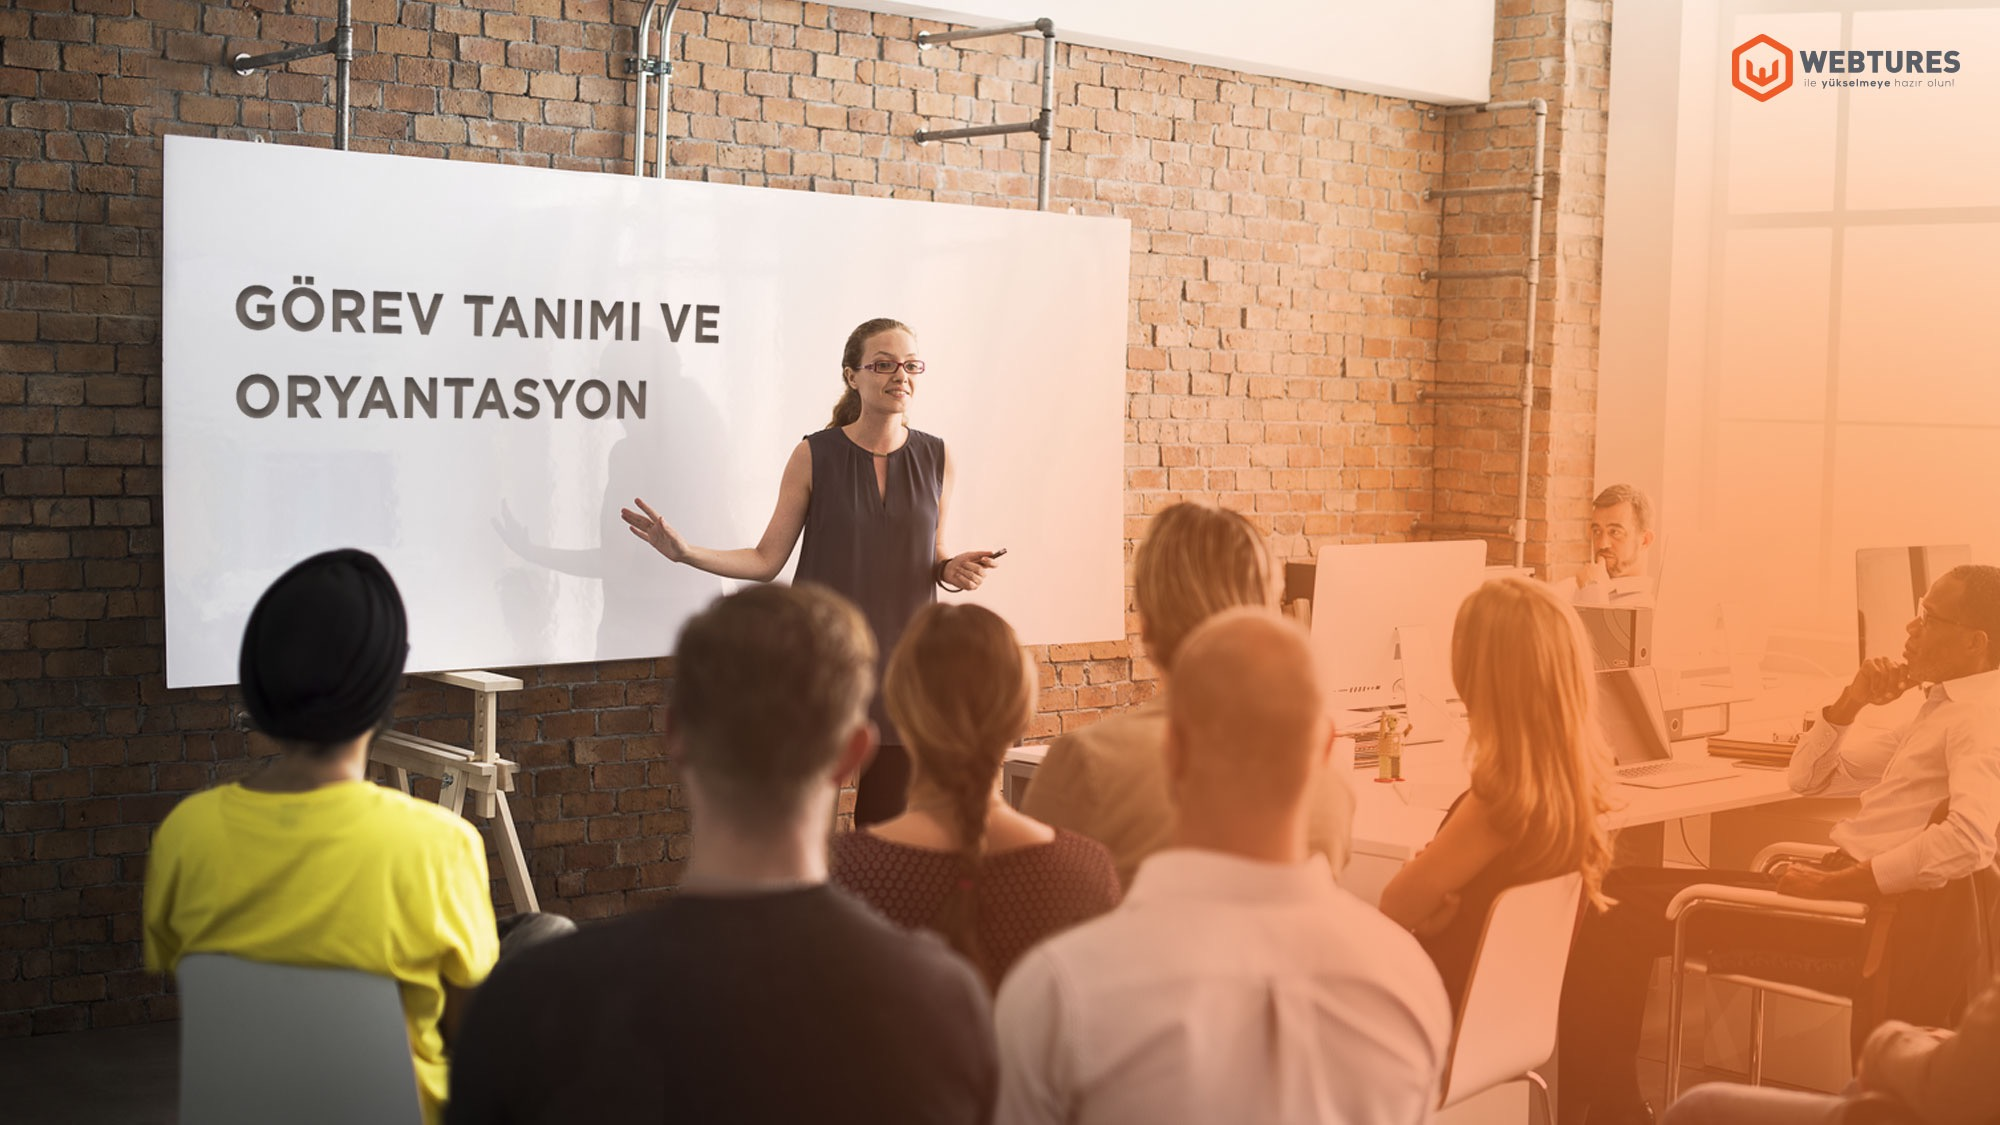 WEBTURES
ile yükselmeye hazır olun!
GÖREV TANIMI VE
ORYANTASYON